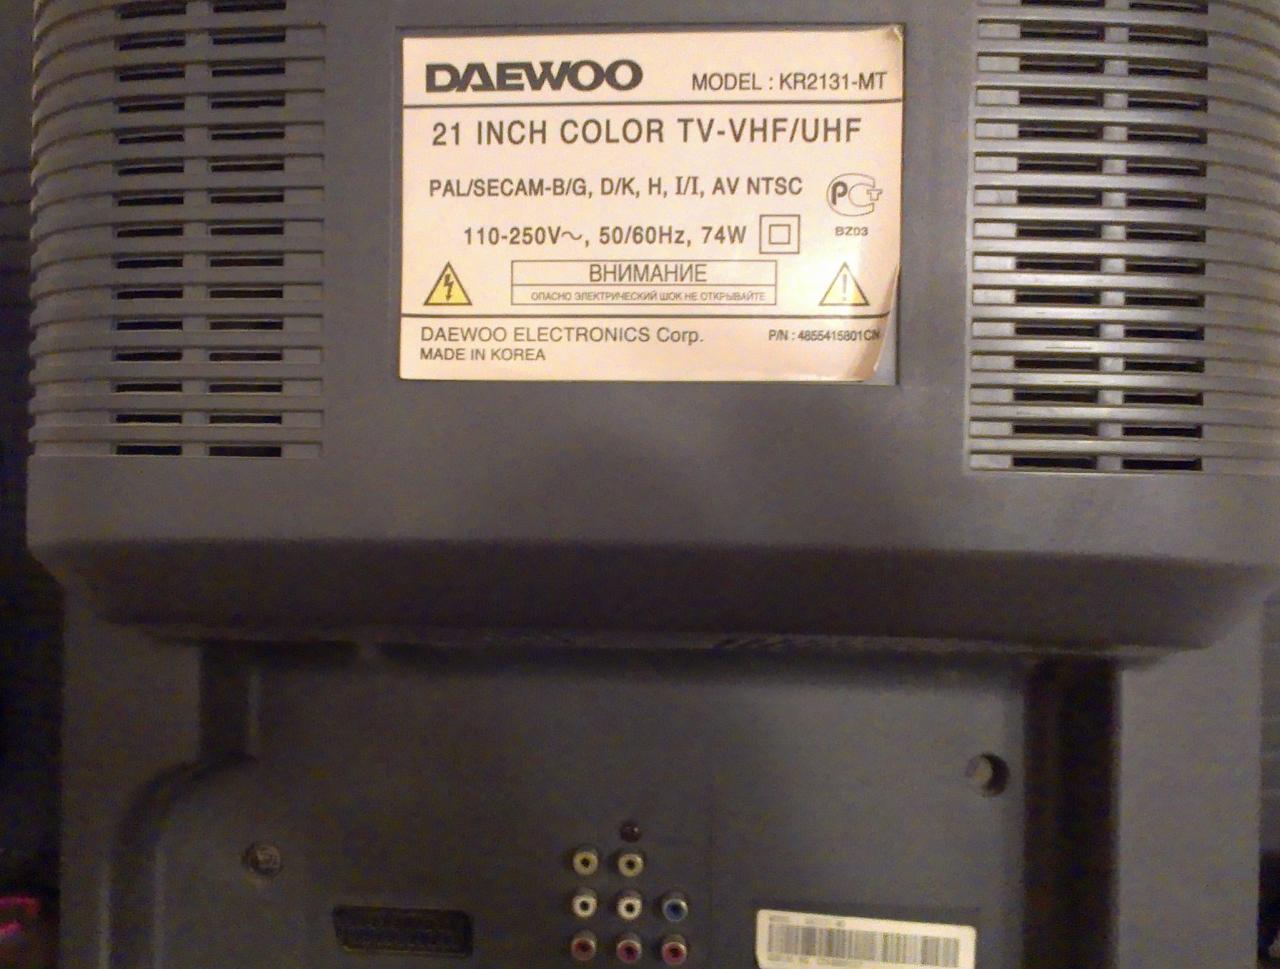 DAEWOO MODEL : KR2131-MT
21 INCH COLOR TV-VHF/UHF
PAL/SECAM-B/G, D/K, H, I/I, AV NTSC
110-250V~, 50/60Hz, 74W
BZ03
ВНИМАНИЕ
ОПАСНО ЭЛЕКТРИЧЕСКИЙ ШОК НЕ ОТКРЫВАЙТЕ
DAEWOO ELECTRONICS Corp. P/N : 4855415801CN
MADE IN KOREA